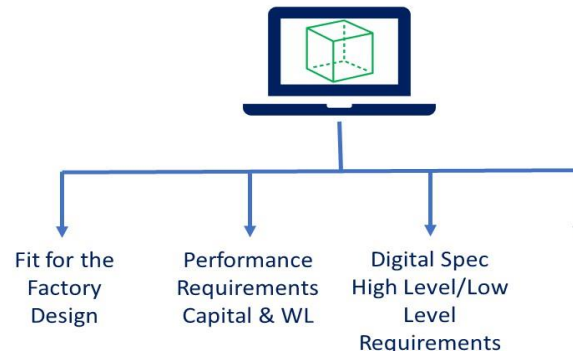 Fit for the
Factory
Design
Performance
Requirements
Capital & WL
Digital Spec
High Level/Low
Level
Requirements